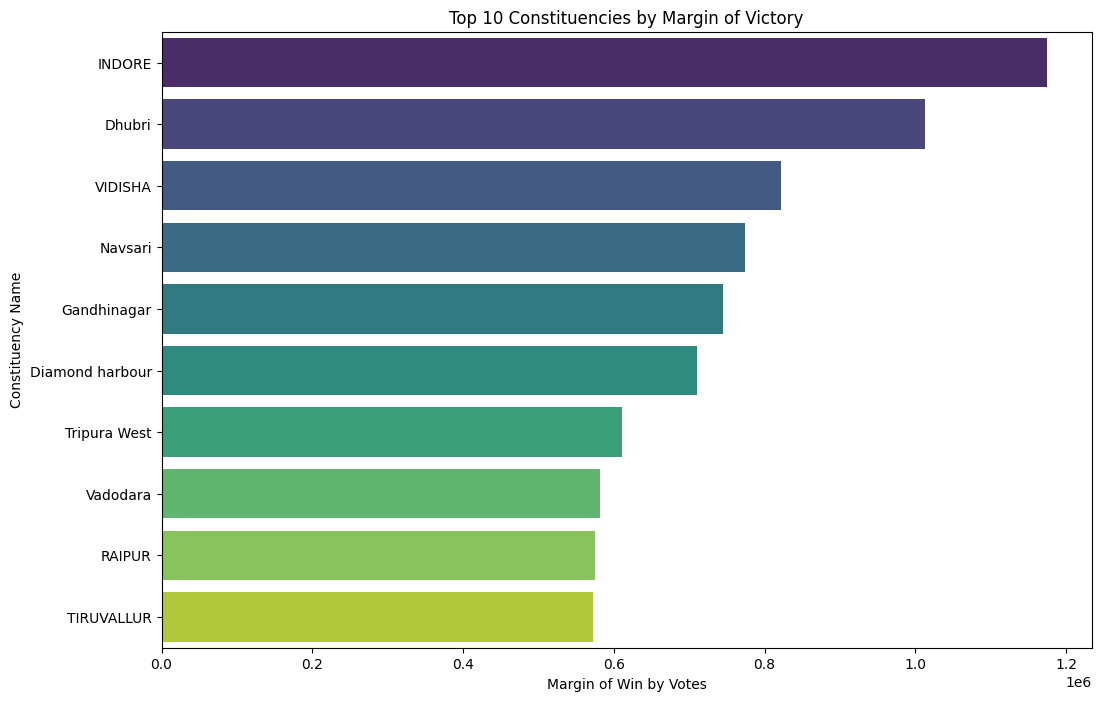 Top 10 Constituencies by Margin of Victory
Constituency Name
INDORE
Dhubri
VIDISHA
Navsari
Gandhinagar
Diamond harbour
Tripura West
Vadodara
RAIPUR
TIRUVALLUR
0.0 0.2 0.4 0.6 0.8 1.0 1.2
1e6
Margin of Win by Votes